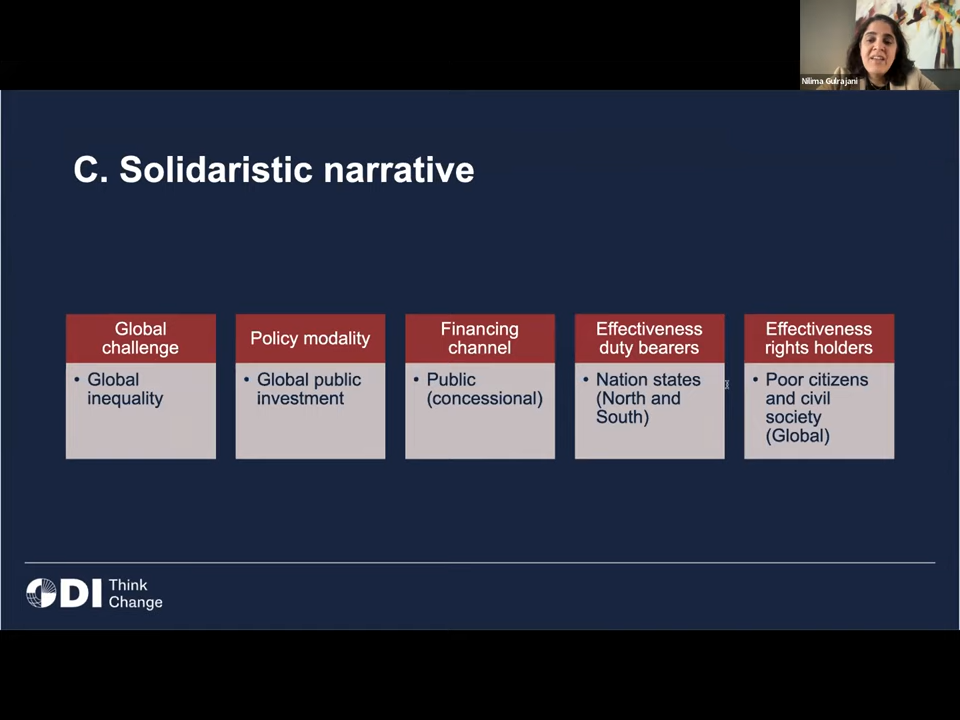 Nilima Gulrajani
C. Solidaristic narrative
Global
challenge
• Global
inequality
Policy modality
• Global public
investment
Financing
channel
• Public
(concessional)
Effectiveness
duty bearers
• Nation states
(North and
South)
Effectiveness
rights holders
• Poor citizens
and civil
society
(Global)
ODI Think
Change